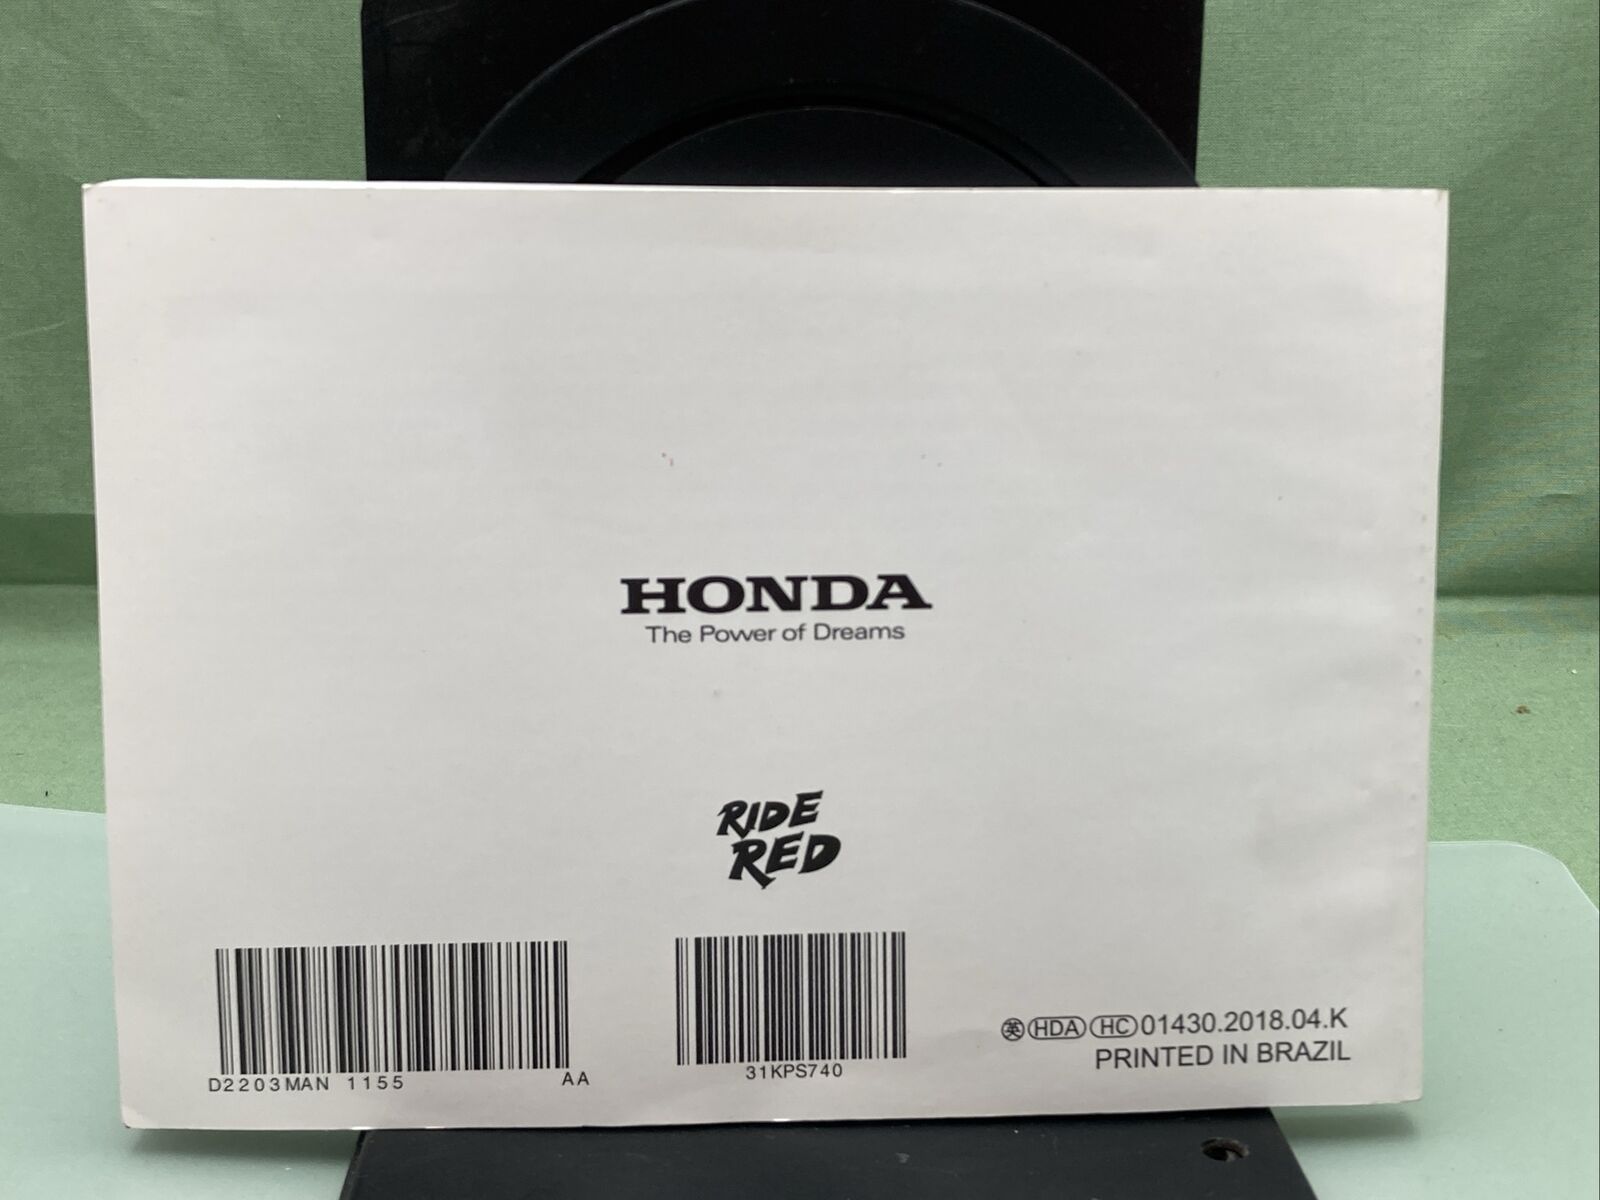 HONDA
The Power of Dreams
RIDE
RED
D2203MAN 1155 AA
31KPS740
英 HDA HC 01430.2018.04.K
PRINTED IN BRAZIL